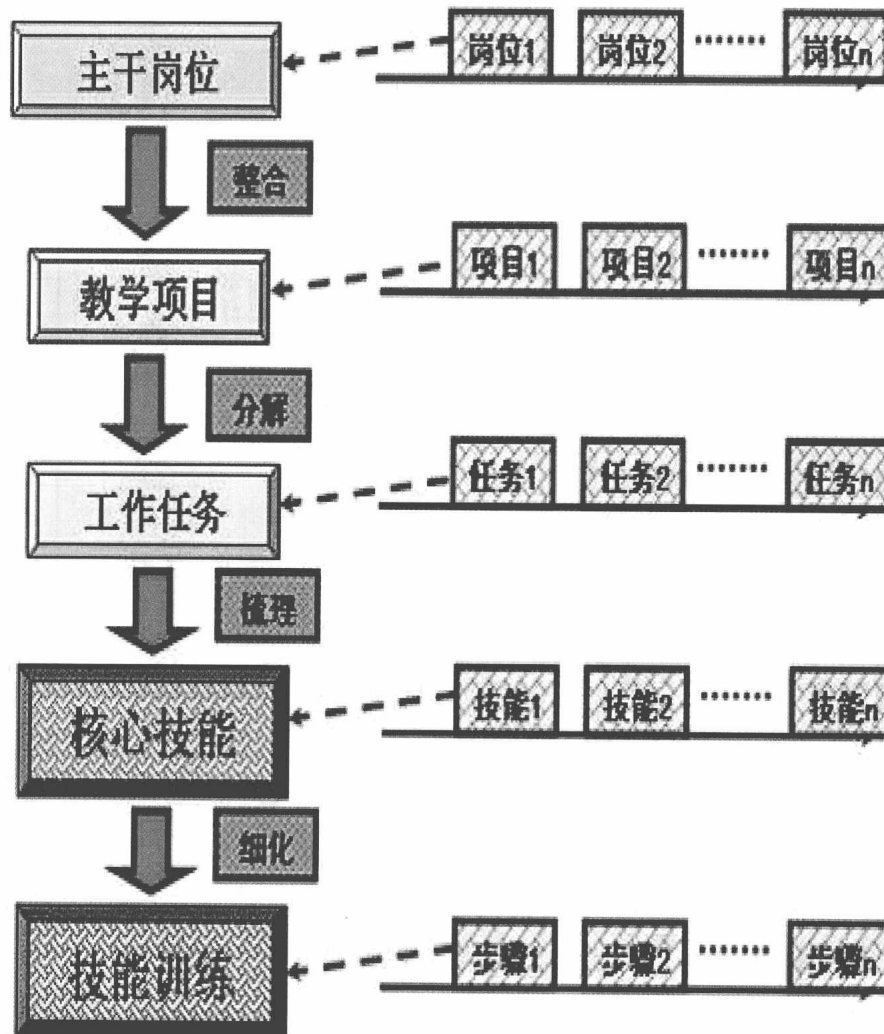 主干岗位 岗位1 岗位2 ........ 岗位n
整合
教学项目 项目1 项目2 ........ 项目n
分解
工作任务 任务1 任务2 ........ 任务n
梳理
核心技能 技能1 技能2 ........ 技能n
细化
技能训练 步骤1 步骤2 ........ 步骤n